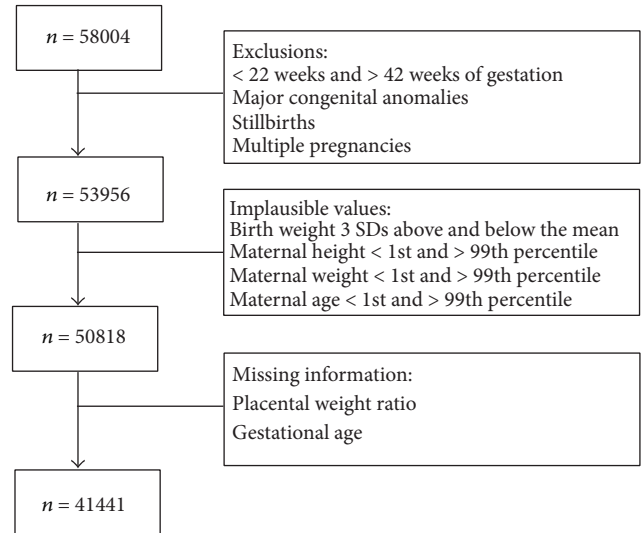 n = 58004
Exclusions:
< 22 weeks and > 42 weeks of gestation
Major congenital anomalies
Stillbirths
Multiple pregnancies
n = 53956
Implausible values:
Birth weight 3 SDs above and below the mean
Maternal height < 1st and > 99th percentile
Maternal weight < 1st and > 99th percentile
Maternal age < 1st and > 99th percentile
n = 50818
Missing information:
Placental weight ratio
Gestational age
n = 41441